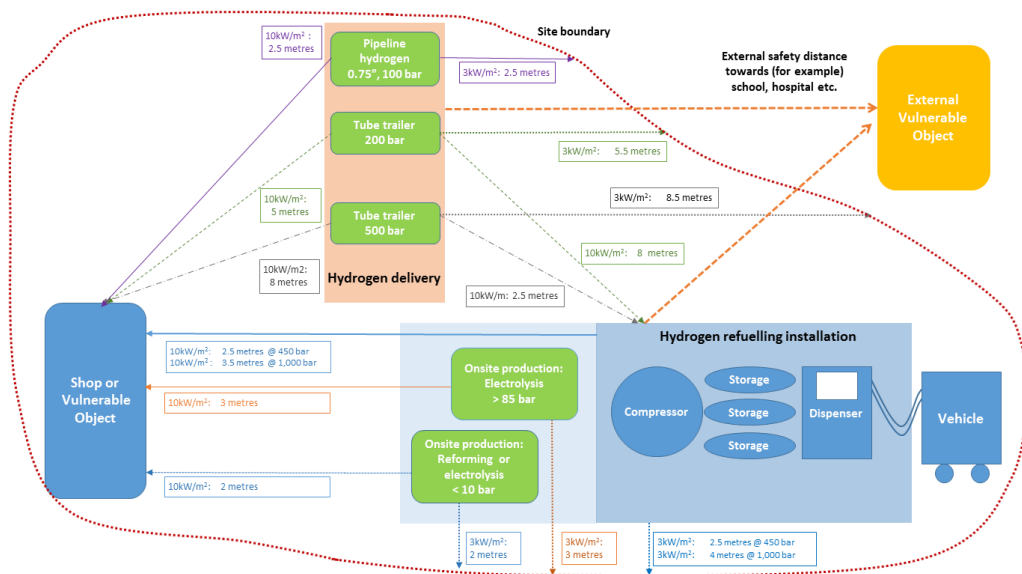 10kW/m² :
2.5 metres
Pipeline
hydrogen
0.75”, 100 bar
3kW/m²: 2.5 metres
Site boundary
External safety distance
towards (for example)
school, hospital etc.
External
Vulnerable
Object
Tube trailer
200 bar
3kW/m²: 5.5 metres
10kW/m²:
5 metres
3kW/m²: 8.5 metres
Tube trailer
500 bar
10kW/m²: 8 metres
10kW/m2:
8 metres
Hydrogen delivery
10kW/m: 2.5 metres
Hydrogen refuelling installation
10kW/m²: 2.5 metres @ 450 bar
10kW/m²: 3.5 metres @ 1,000 bar
Shop or
Vulnerable
Object
Onsite production:
Electrolysis
> 85 bar
10kW/m²: 3 metres
Compressor
Storage
Storage
Storage
Dispenser
Vehicle
Onsite production:
Reforming or
electrolysis
< 10 bar
10kW/m²: 2 metres
3kW/m²:
2 metres
3kW/m²:
3 metres
3kW/m²: 2.5 metres @ 450 bar
3kW/m²: 4 metres @ 1,000 bar